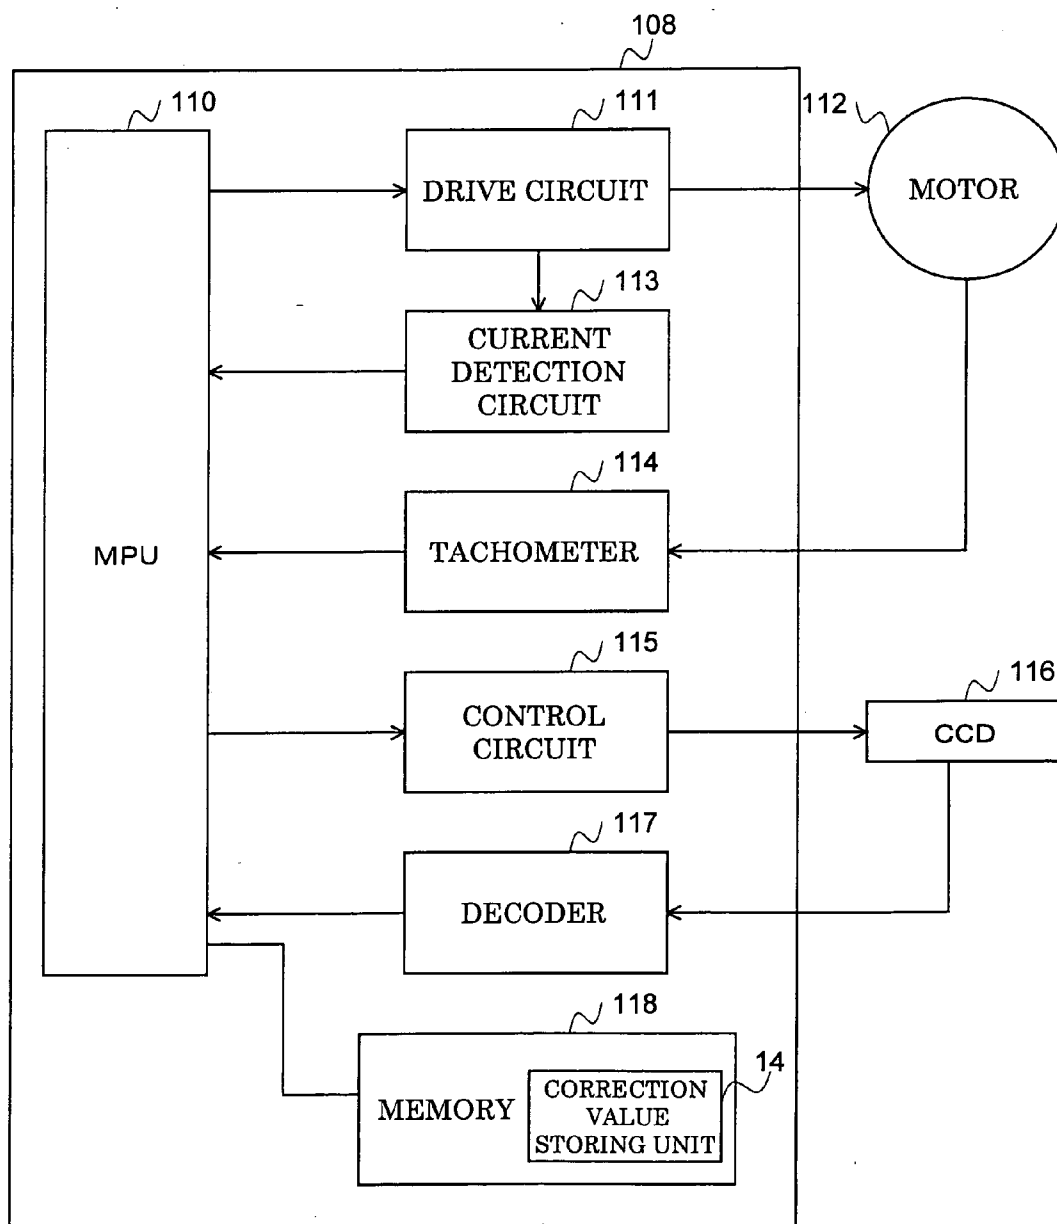 108
110
111
112
DRIVE CIRCUIT
MOTOR
113
CURRENT
DETECTION
CIRCUIT
114
MPU
TACHOMETER
115
116
CONTROL
CIRCUIT
CCD
117
DECODER
118
14
MEMORY
CORRECTION
VALUE
STORING UNIT